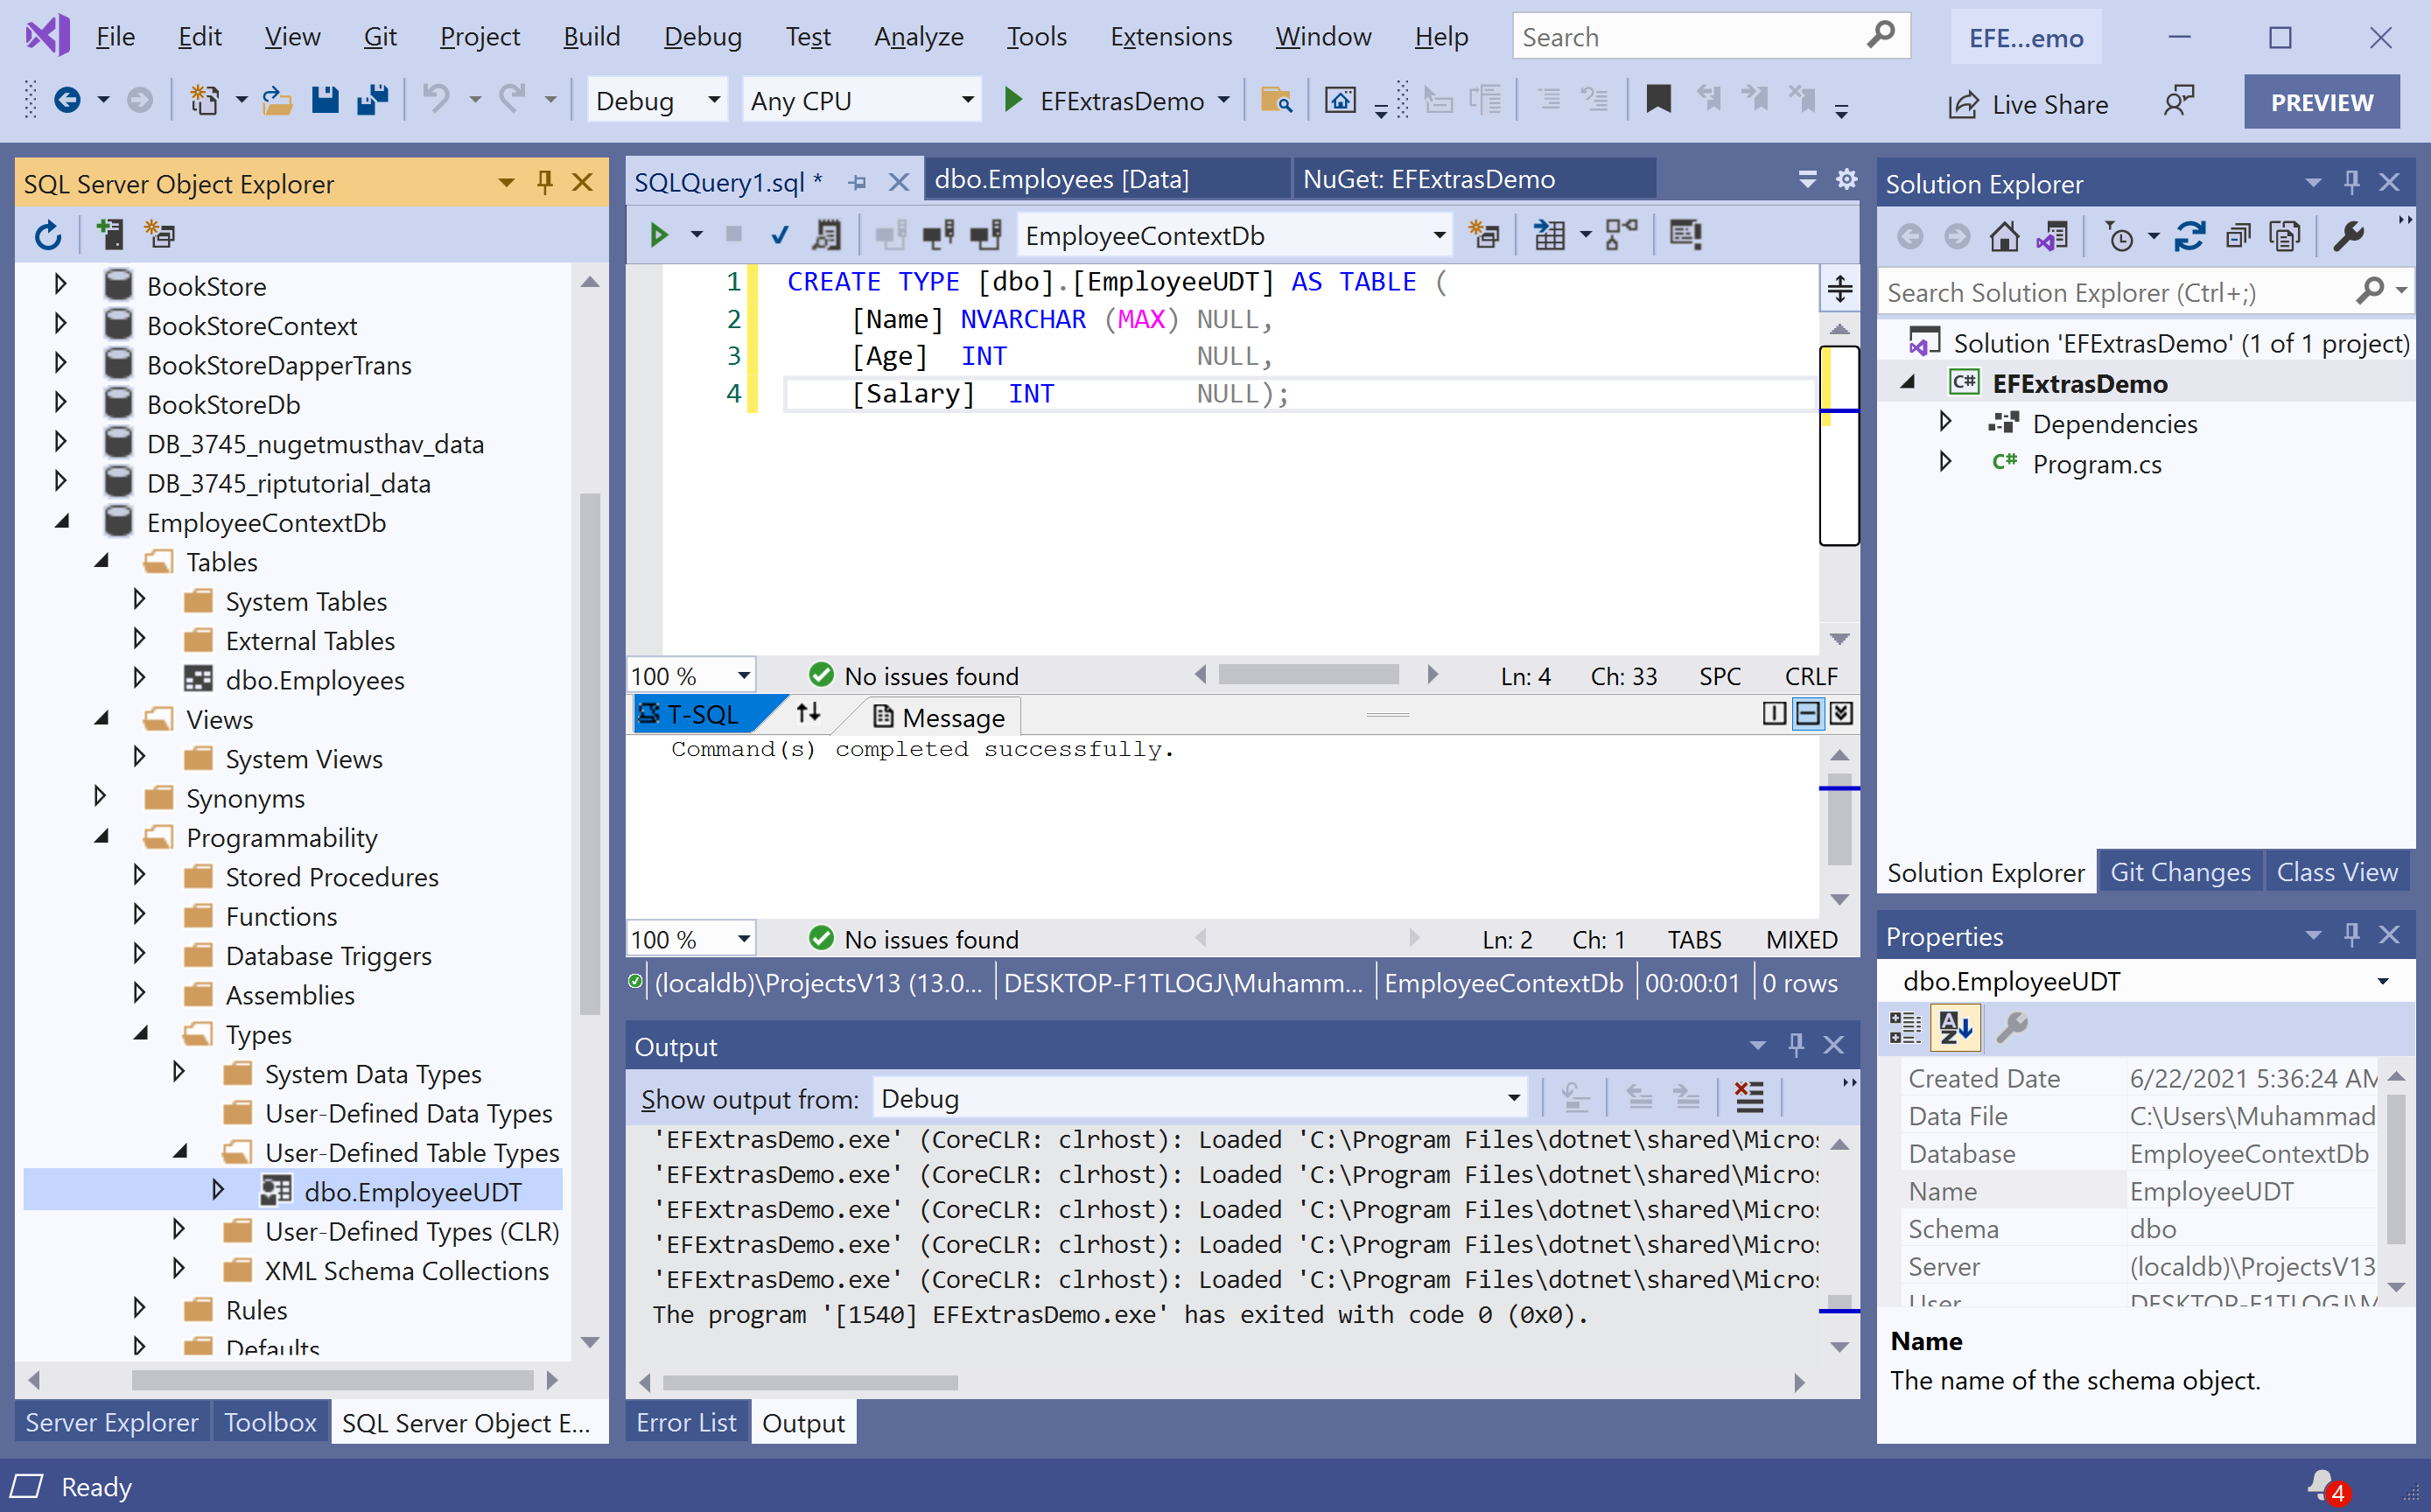 File Edit View Git Project Build Debug Test Analyze Tools Extensions Window Help Search EFE...emo
Debug Any CPU EFExtrasDemo Live Share PREVIEW
SQL Server Object Explorer
BookStore
BookStoreContext
BookStoreDapperTrans
BookStoreDb
DB_3745_nugetmusthav_data
DB_3745_riptutorial_data
EmployeeContextDb
Tables
System Tables
External Tables
dbo.Employees
Views
System Views
Synonyms
Programmability
Stored Procedures
Functions
Database Triggers
Assemblies
Types
System Data Types
User-Defined Data Types
User-Defined Table Types
dbo.EmployeeUDT
User-Defined Types (CLR)
XML Schema Collections
Rules
Defaults
Server Explorer Toolbox SQL Server Object E...
SQLQuery1.sql * dbo.Employees [Data] NuGet: EFExtrasDemo
EmployeeContextDb
1 CREATE TYPE [dbo].[EmployeeUDT] AS TABLE (
2 [Name] NVARCHAR (MAX) NULL,
3 [Age] INT NULL,
4 [Salary] INT NULL);
100 % No issues found Ln: 4 Ch: 33 SPC CRLF
T-SQL Message
Command(s) completed successfully.
100 % No issues found Ln: 2 Ch: 1 TABS MIXED
(localdb)\ProjectsV13 (13.0... DESKTOP-F1TLOGJ\Muhamm... EmployeeContextDb 00:00:01 0 rows
Output
Show output from: Debug
'EFExtrasDemo.exe' (CoreCLR: clrhost): Loaded 'C:\Program Files\dotnet\shared\Micros
'EFExtrasDemo.exe' (CoreCLR: clrhost): Loaded 'C:\Program Files\dotnet\shared\Micros
'EFExtrasDemo.exe' (CoreCLR: clrhost): Loaded 'C:\Program Files\dotnet\shared\Micros
'EFExtrasDemo.exe' (CoreCLR: clrhost): Loaded 'C:\Program Files\dotnet\shared\Micros
'EFExtrasDemo.exe' (CoreCLR: clrhost): Loaded 'C:\Program Files\dotnet\shared\Micros
The program '[1540] EFExtrasDemo.exe' has exited with code 0 (0x0).
Error List Output
Solution Explorer
Search Solution Explorer (Ctrl+;)
Solution 'EFExtrasDemo' (1 of 1 project)
C# EFExtrasDemo
Dependencies
C# Program.cs
Solution Explorer Git Changes Class View
Properties
dbo.EmployeeUDT
Created Date 6/22/2021 5:36:24 AM
Data File C:\Users\Muhammad
Database EmployeeContextDb
Name EmployeeUDT
Schema dbo
Server (localdb)\ProjectsV13
User DESKTOP-F1TLOGJ\M
Name
The name of the schema object.
Ready 4